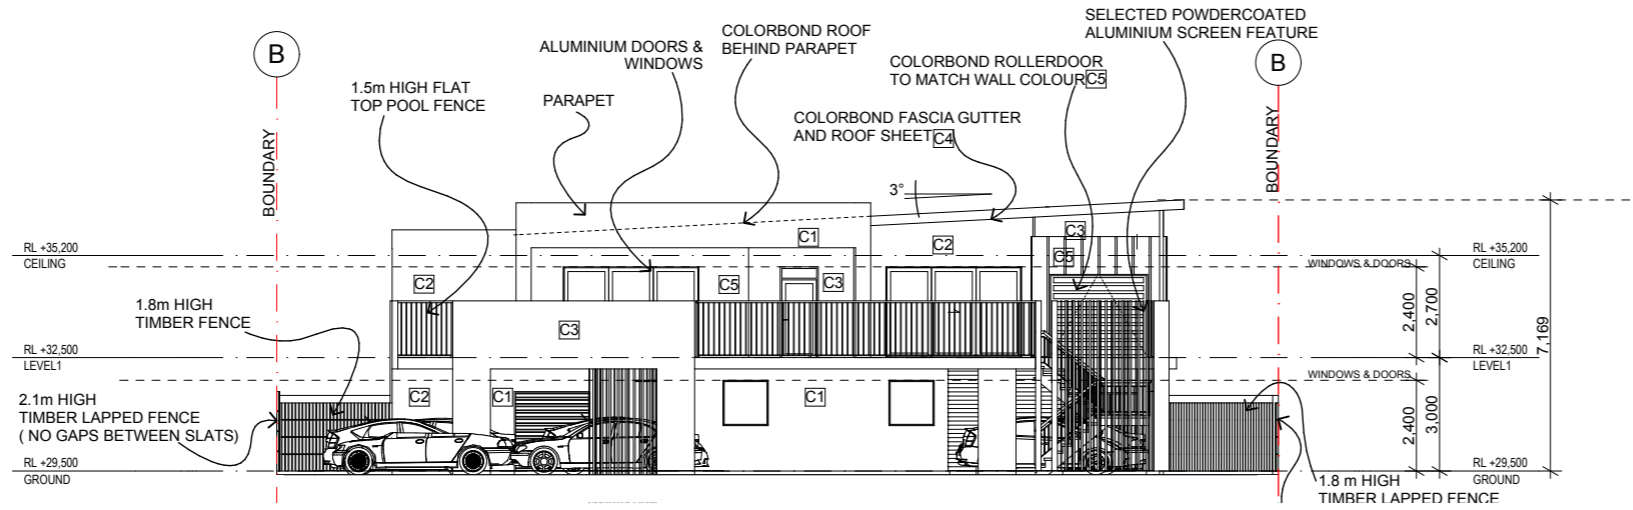 SELECTED POWDERCOATED
ALUMINIUM SCREEN FEATURE
COLORBOND ROOF
BEHIND PARAPET
ALUMINIUM DOORS &
WINDOWS
B
B
COLORBOND ROLLERDOOR
TO MATCH WALL COLOUR C5
1.5m HIGH FLAT
TOP POOL FENCE
PARAPET
COLORBOND FASCIA GUTTER
AND ROOF SHEET C4
BOUNDARY
BOUNDARY
3°
C1
C2
C3
C5
RL +35,200
CEILING
RL +35,200
CEILING
WINDOWS & DOORS
C2
C5
C3
1.8m HIGH
TIMBER FENCE
C3
2,400
2,700
7,169
RL +32,500
LEVEL1
RL +32,500
LEVEL1
WINDOWS & DOORS
2.1m HIGH
TIMBER LAPPED FENCE
( NO GAPS BETWEEN SLATS)
C2
C1
C1
2,400
3,000
RL +29,500
GROUND
RL +29,500
GROUND
1.8 m HIGH
TIMBER LAPPED FENCE